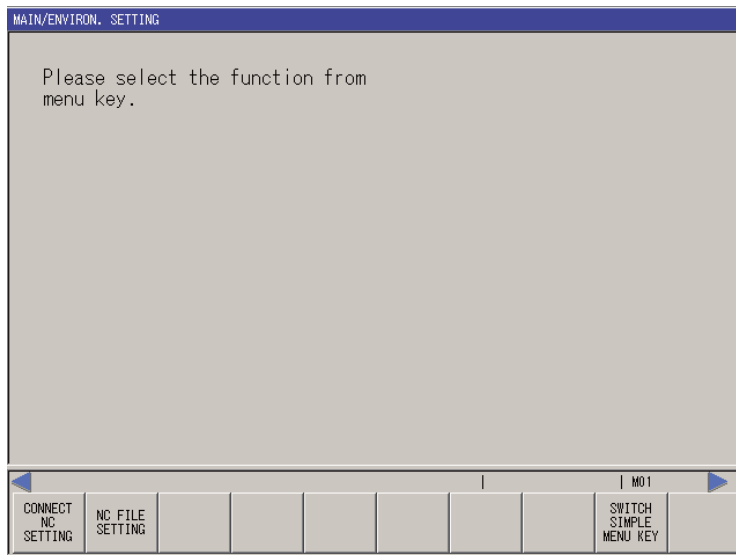 MAIN/ENVIRON. SETTING
Please select the function from
menu key.
| | M01
CONNECT
NC
SETTING
NC FILE
SETTING
SWITCH
SIMPLE
MENU KEY